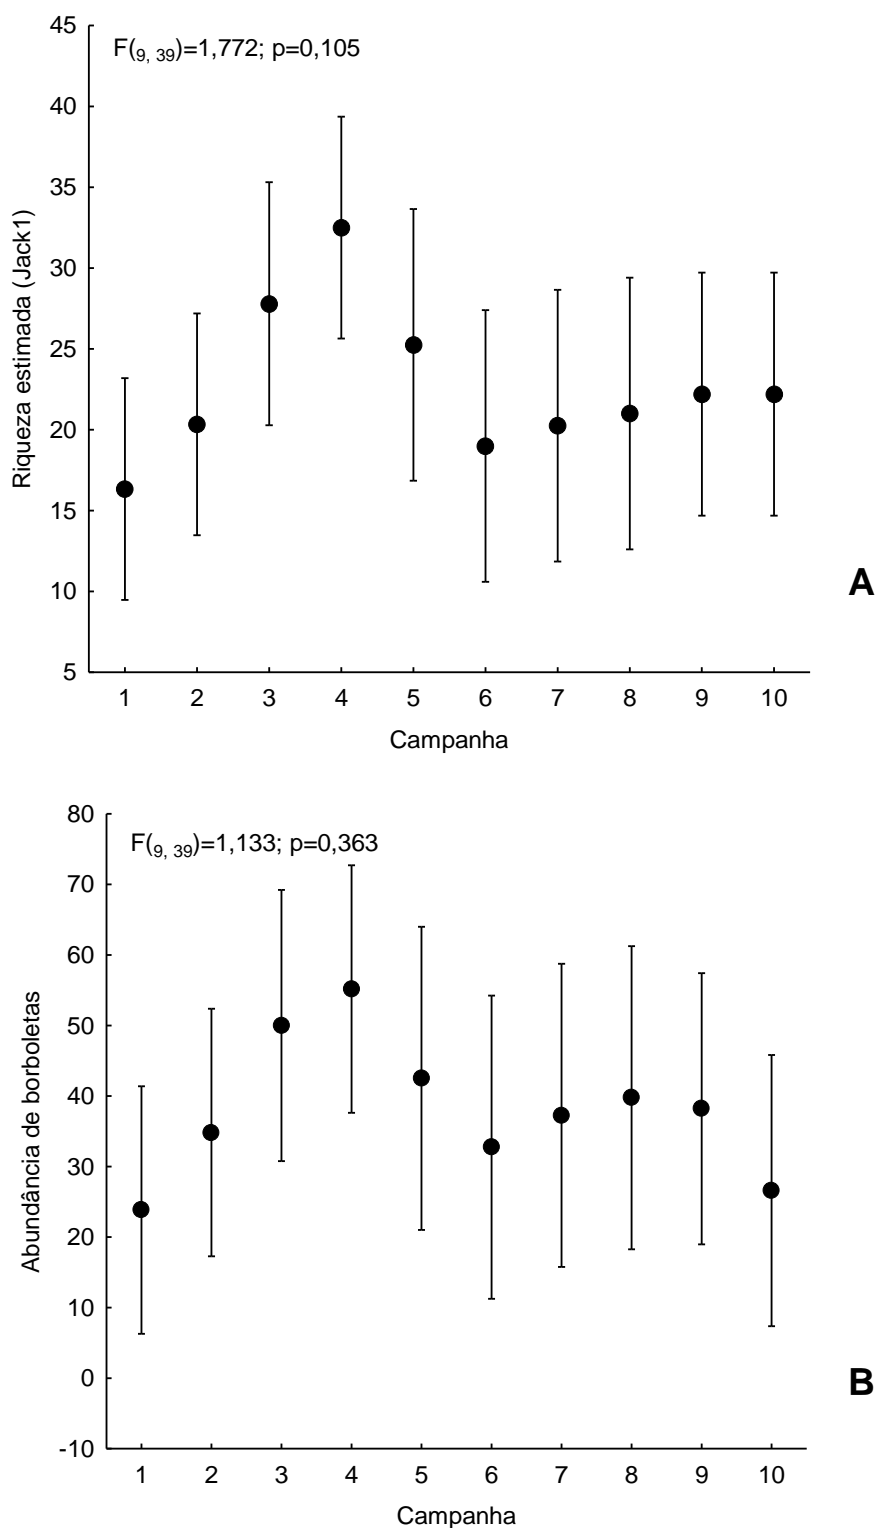 F(9, 39)=1,772; p=0,105
45
40
35
30
25
20
15
10
5
Riqueza estimada (Jack1)
1 2 3 4 5 6 7 8 9 10
Campanha
A
F(9, 39)=1,133; p=0,363
80
70
60
50
40
30
20
10
0
-10
Abundância de borboletas
1 2 3 4 5 6 7 8 9 10
Campanha
B